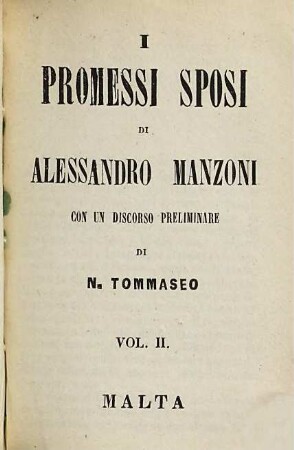 I
PROMESSI SPOSI
DI
ALESSANDRO MANZONI
CON UN DISCORSO PRELIMINARE
DI
N. TOMMASEO
VOL. II.
MALTA